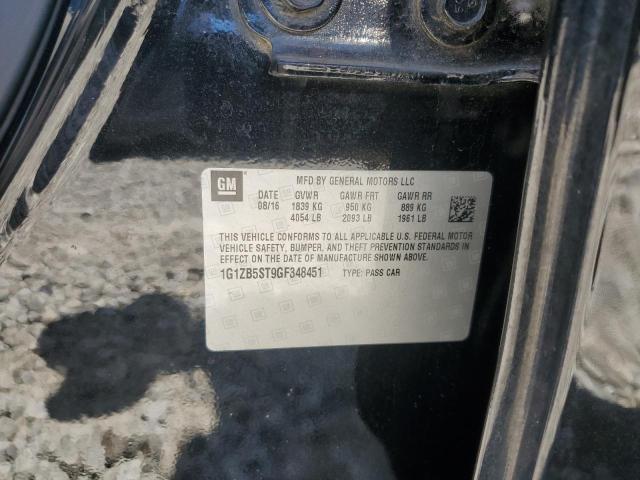 GM
MFD BY GENERAL MOTORS LLC
DATE GVWR GAWR FRT GAWR RR
08/16 1839 KG 950 KG 889 KG
4054 LB 2093 LB 1961 LB
THIS VEHICLE CONFORMS TO ALL APPLICABLE U.S. FEDERAL MOTOR
VEHICLE SAFETY, BUMPER, AND THEFT PREVENTION STANDARDS IN
EFFECT ON THE DATE OF MANUFACTURE SHOWN ABOVE.
1G1ZB5ST9GF348451 TYPE: PASS CAR